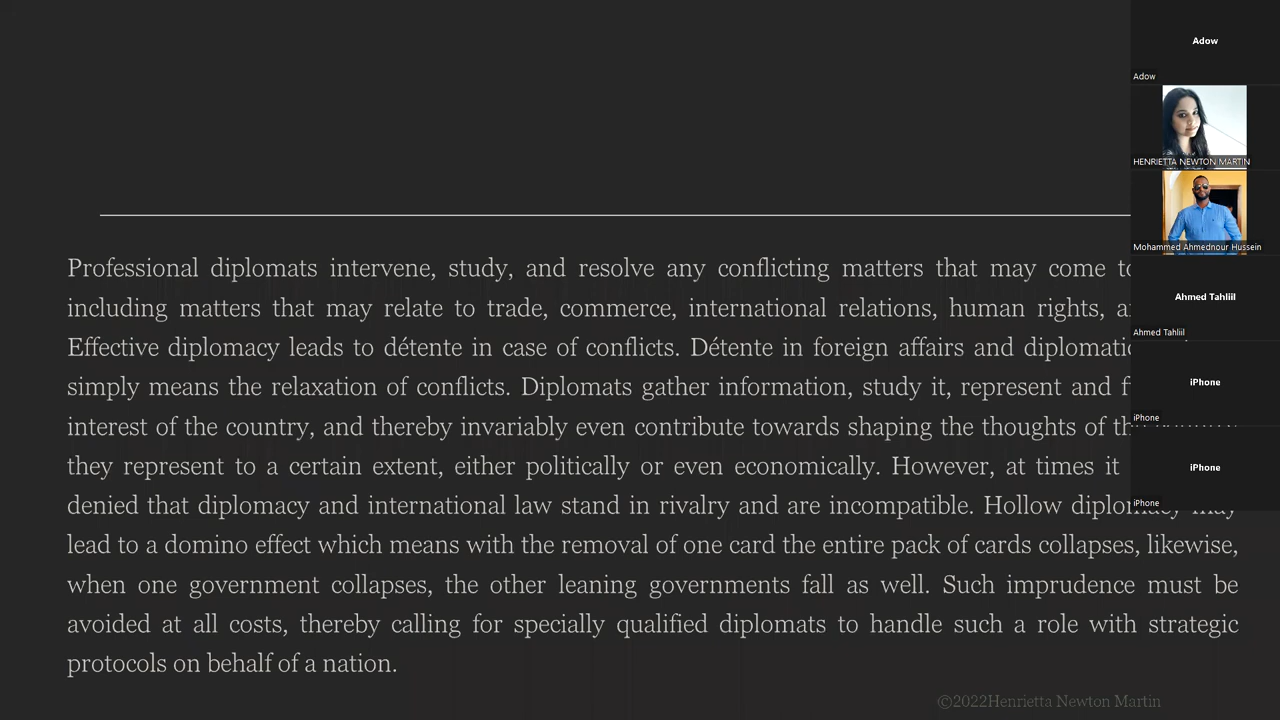 Professional diplomats intervene, study, and resolve any conflicting matters that may come
including matters that may relate to trade, commerce, international relations, human rights,
Effective diplomacy leads to détente in case of conflicts. Détente in foreign affairs and
simply means the relaxation of conflicts. Diplomats gather information, study it, represent and
interest of the country, and thereby invariably even contribute towards shaping the thoughts of
they represent to a certain extent, either politically or even economically. However, at times it
denied that diplomacy and international law stand in rivalry and are incompatible. Hollow diplomacy may
lead to a domino effect which means with the removal of one card the entire pack of cards collapses, likewise,
when one government collapses, the other leaning governments fall as well. Such imprudence must be
avoided at all costs, thereby calling for specially qualified diplomats to handle such a role with strategic
protocols on behalf of a nation.
©2022Henrietta Newton Martin
Adow
Adow
HENRIETTA NEWTON MARTIN
Mohammed Ahmednour Hussein
Ahmed Tahliil
Ahmed Tahliil
iPhone
iPhone
iPhone
iPhone